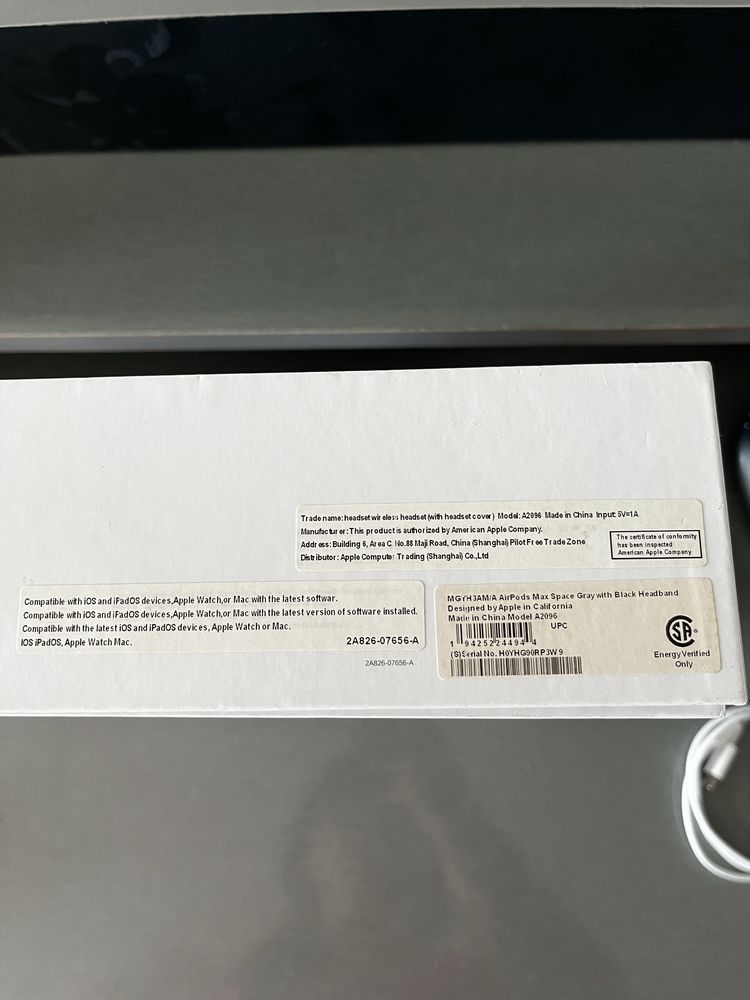 Trade name: headset wireless headset (with headset cover) Model: A2096 Made in China Input: 5V=1A
Manufacturer: This product is authorized by American Apple Company.
Address: Building 6, Area C No.88 Maji Road, China (Shanghai) Pilot Free Trade Zone
Distributor: Apple Computer Trading (Shanghai) Co.,Ltd
The certificate of conformity
has been inspected
American Apple Company
Compatible with iOS and iPadOS devices,Apple Watch,or Mac with the latest softwar.
Compatible with iOS and iPadOS devices,Apple Watch,or Mac with the latest version of software installed.
Compatible with the latest iOS and iPadOS devices, Apple Watch or Mac.
IOS iPadOS, Apple Watch Mac.
2A826-07656-A
2A826-07656-A
MGYH3AM/A AirPods Max Space Gray with Black Headband
Designed by Apple in California
Made in China Model A2096
UPC
1 94252 24494 4
(S) Serial No. H0YHG90RP3W9
SA
Energy Verified
Only